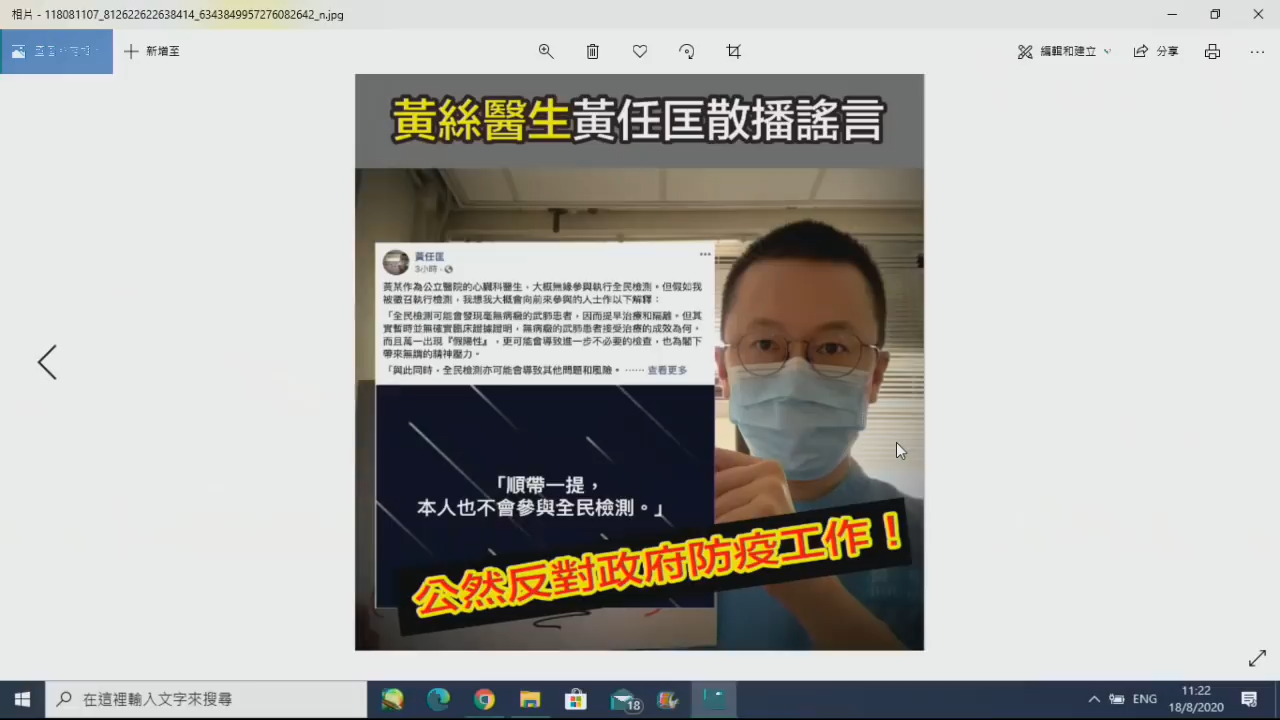 相片 - 118081107_812622622638414_6343849957276082642_n.jpg
新增至
編輯和建立
分享
黃絲醫生黃任匡散播謠言
黃任匡
3小時
黃某作為公立醫院的心臟科醫生，大概無緣參與執行全民檢測。但假如我
被徵召執行檢測，我想我大概會向前來參與的人士作以下解釋：
「全民檢測可能會發現毫無病癥的武肺患者，因而提早治療和隔離。但其
實暫時並無確實臨床證據證明，無病癥的武肺患者接受治療的成效為何。
而且萬一出現『假陽性』，更可能會導致進一步不必要的檢查，也為閣下
帶來無謂的精神壓力。
「與此同時，全民檢測亦可能會導致其他問題和風險。…… 查看更多
「順帶一提，
本人也不會參與全民檢測。」
公然反對政府防疫工作！
在這裡輸入文字來搜尋
18
ENG
11:22
18/8/2020